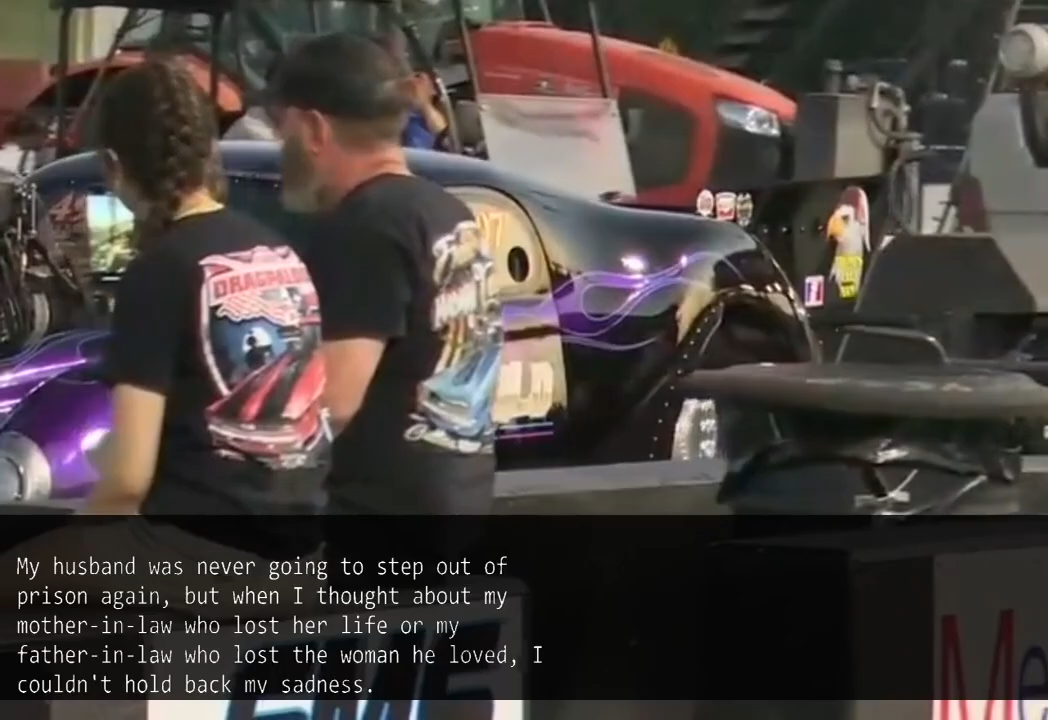 DRAGPALOO
My husband was never going to step out of
prison again, but when I thought about my
mother-in-law who lost her life or my
father-in-law who lost the woman he loved, I
couldn't hold back my sadness.
Me